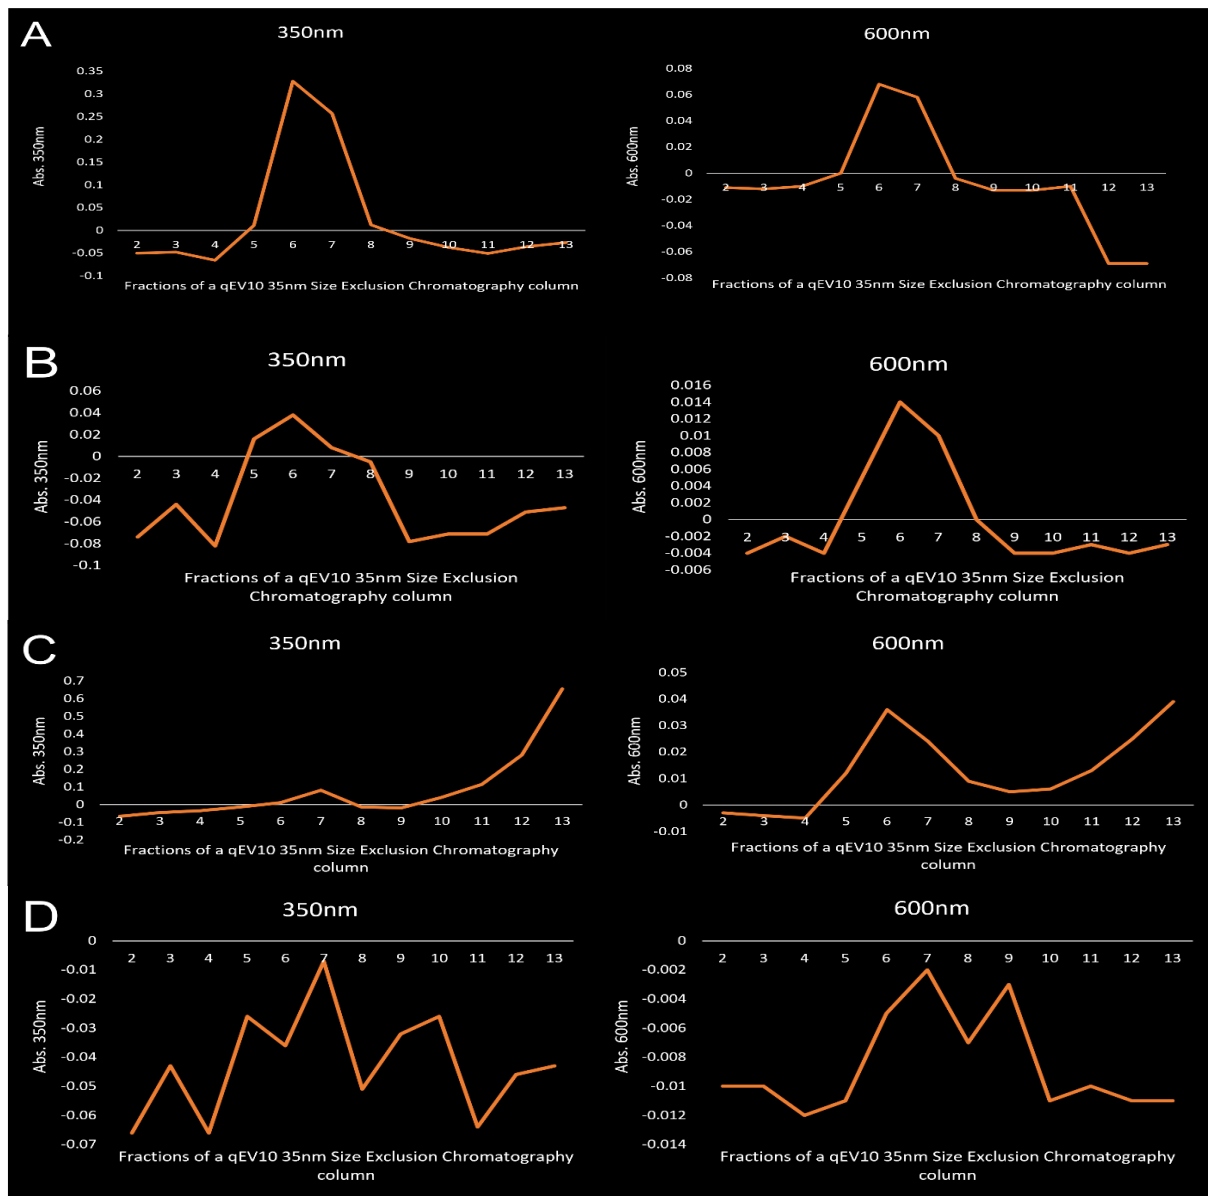 A
350nm
Abs. 350nm
0.35
0.3
0.2
0.2
0.1
0.1
0.05
0
-0.05
-0.1
2 3 4 5 6 7 8 9 10 11 12 13
Fractions of a qEV10 35nm Size Exclusion Chromatography column
600nm
Abs. 600nm
0.08
0.06
0.04
0.02
0
-0.02
-0.04
-0.06
-0.08
2 3 4 5 6 7 8 9 10 11 12 13
Fractions of a qEV10 35nm Size Exclusion Chromatography column
B
350nm
Abs. 350nm
0.06
0.04
0.02
0
-0.02
-0.04
-0.06
-0.08
-0.1
2 3 4 5 6 7 8 9 10 11 12 13
Fractions of a qEV10 35nm Size Exclusion
Chromatography column
600nm
Abs. 600nm
0.016
0.014
0.012
0.01
0.008
0.006
0.004
0.002
0
-0.002
-0.004
-0.006
2 3 4 5 6 7 8 9 10 11 12 13
Fractions of a qEV10 35nm Size Exclusion
Chromatography column
C
350nm
Abs. 350nm
0.7
0.6
0.5
0.4
0.3
0.2
0.1
0
-0.1
-0.2
2 3 4 5 6 7 8 9 10 11 12 13
Fractions of a qEV10 35nm Size Exclusion Chromatography
column
600nm
Abs. 600nm
0.05
0.04
0.03
0.02
0.01
0
-0.01
2 3 4 5 6 7 8 9 10 11 12 13
Fractions of a qEV10 35nm Size Exclusion Chromatography
column
D
350nm
Abs. 350nm
0
-0.01
-0.02
-0.03
-0.04
-0.05
-0.06
-0.07
2 3 4 5 6 7 8 9 10 11 12 13
Fractions of a qEV10 35nm Size Exclusion Chromatography
column
600nm
Abs. 600nm
0
-0.002
-0.004
-0.006
-0.008
-0.01
-0.012
-0.014
2 3 4 5 6 7 8 9 10 11 12 13
Fractions of a qEV10 35nm Size Exclusion Chromatography
column